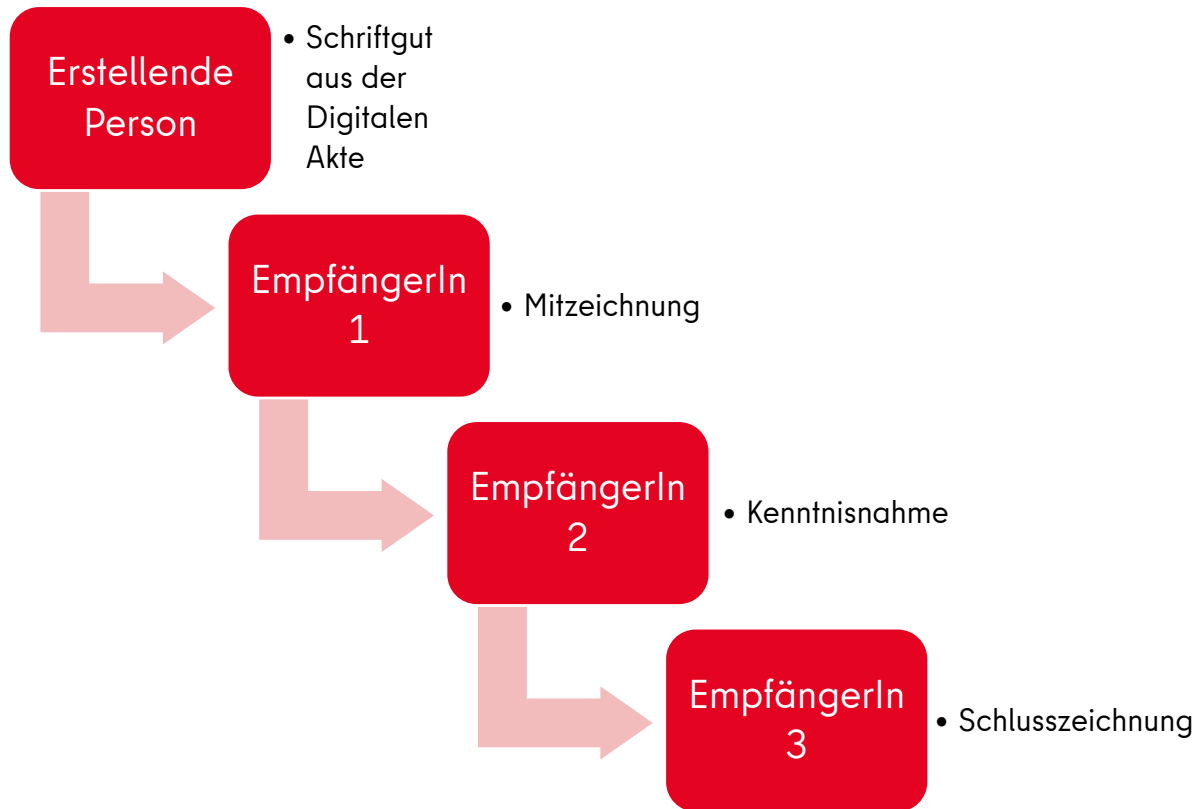 Erstellende
Person
• Schriftgut
aus der
Digitalen
Akte
EmpfängerIn
1
• Mitzeichnung
EmpfängerIn
2
• Kenntnisnahme
EmpfängerIn
3
• Schlusszeichnung